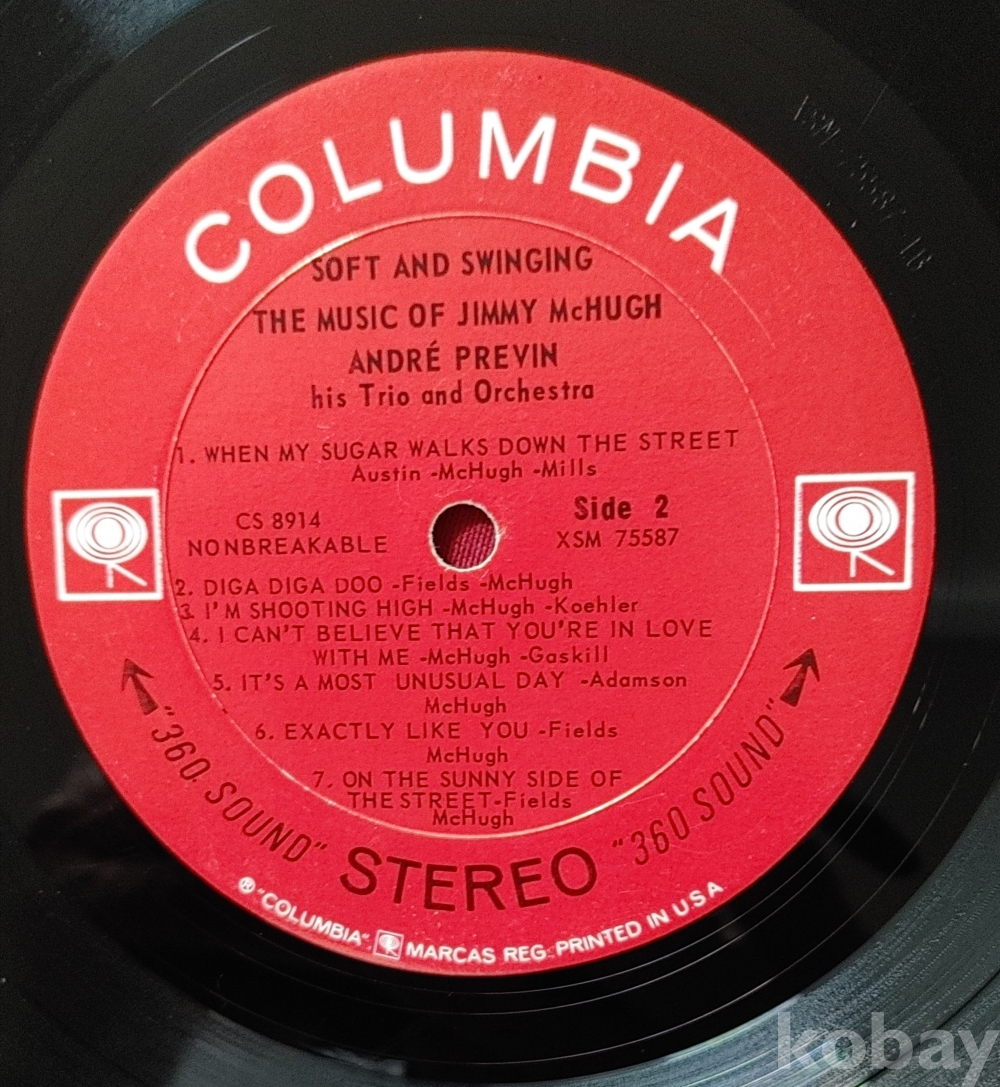 COLUMBIA
SOFT AND SWINGING
THE MUSIC OF JIMMY McHUGH
ANDRÉ PREVIN
his Trio and Orchestra
1. WHEN MY SUGAR WALKS DOWN THE STREET
Austin -McHugh -Mills
CS 8914
NONBREAKABLE
Side 2
XSM 75587
2. DIGA DIGA DOO -Fields -McHugh
3. I'M SHOOTING HIGH -McHugh -Koehler
4. I CAN'T BELIEVE THAT YOU'RE IN LOVE
WITH ME -McHugh -Gaskill
5. IT'S A MOST UNUSUAL DAY -Adamson
McHugh
6. EXACTLY LIKE YOU -Fields
McHugh
7. ON THE SUNNY SIDE OF
THE STREET-Fields
McHugh
"360 SOUND" STEREO "360 SOUND"
® "COLUMBIA" MARCAS REG. PRINTED IN U.S.A
kobay